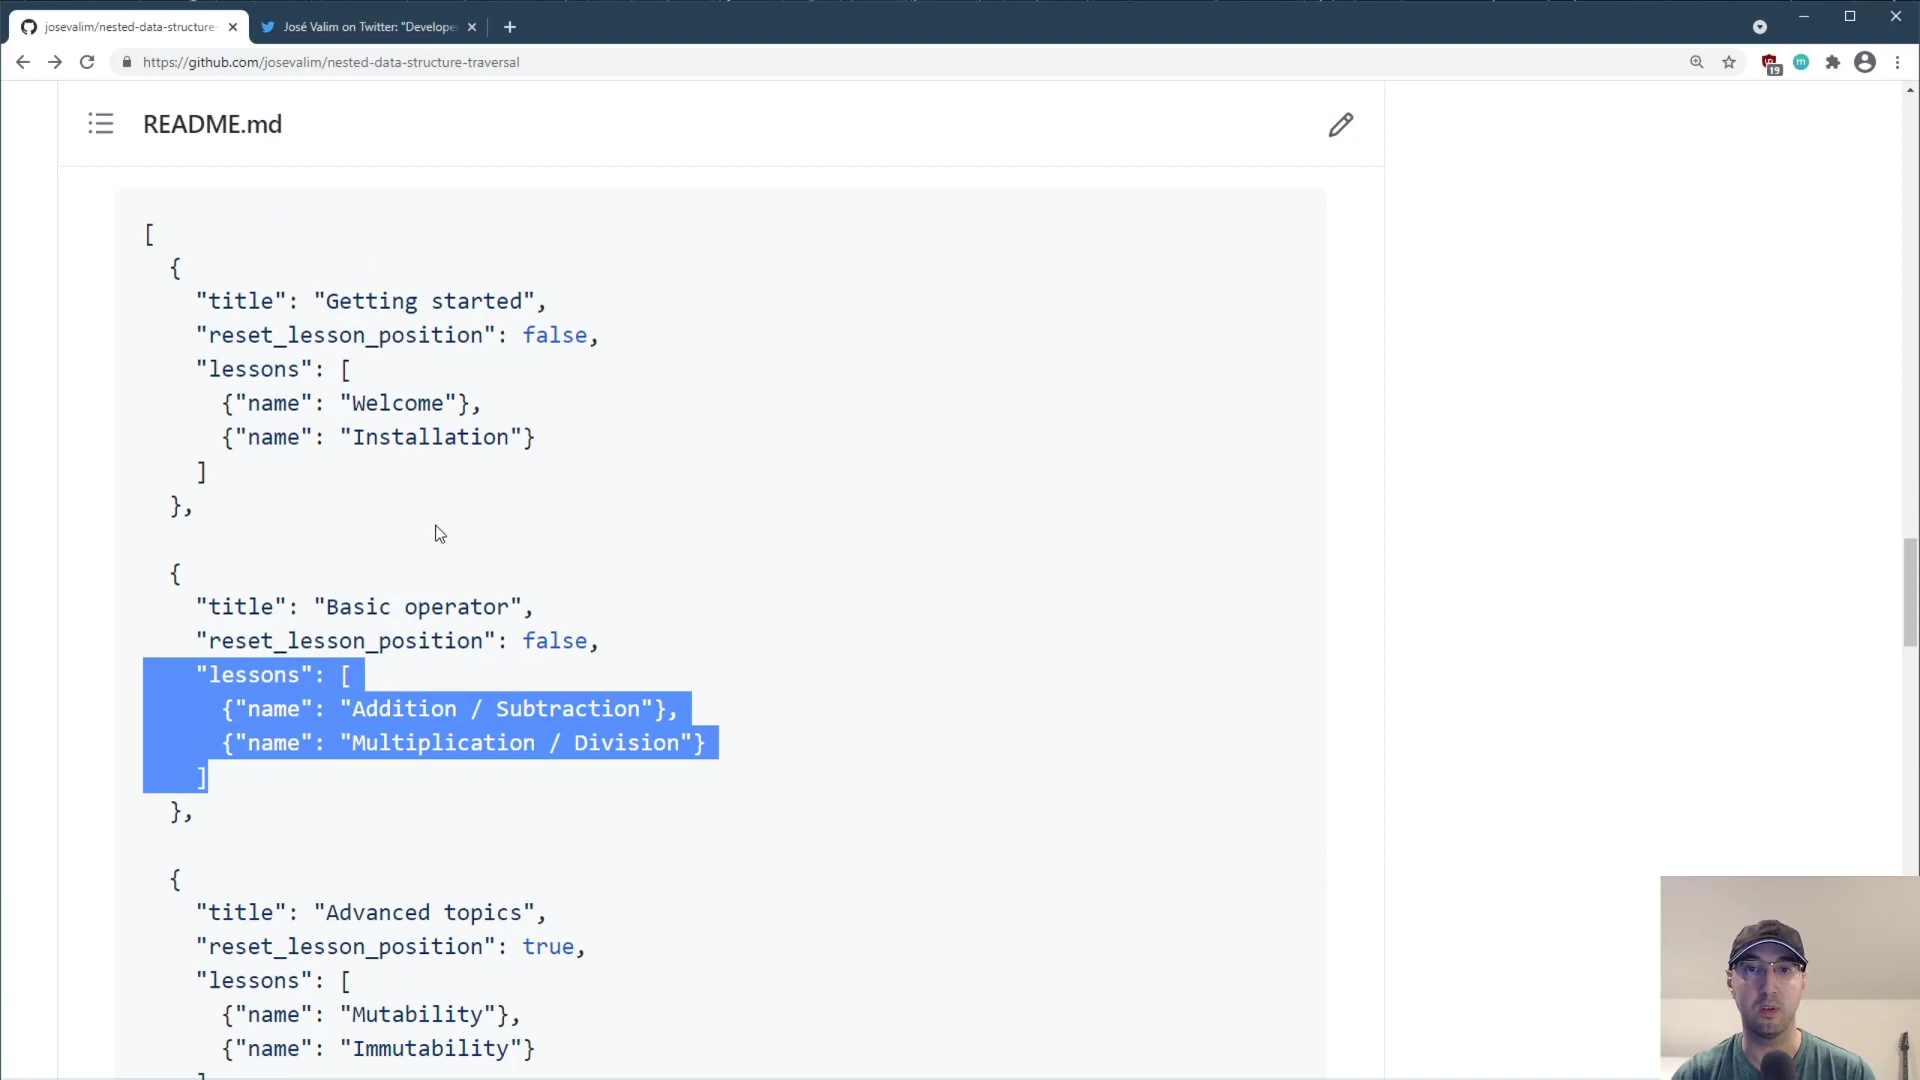 josevalim/nested-data-structure-
José Valim on Twitter: "Develope
https://github.com/josevalim/nested-data-structure-traversal
19
m
README.md
[
{
"title": "Getting started",
"reset_lesson_position": false,
"lessons": [
{"name": "Welcome"},
{"name": "Installation"}
]
},
{
"title": "Basic operator",
"reset_lesson_position": false,
"lessons": [
{"name": "Addition / Subtraction"},
{"name": "Multiplication / Division"}
]
},
{
"title": "Advanced topics",
"reset_lesson_position": true,
"lessons": [
{"name": "Mutability"},
{"name": "Immutability"}
]